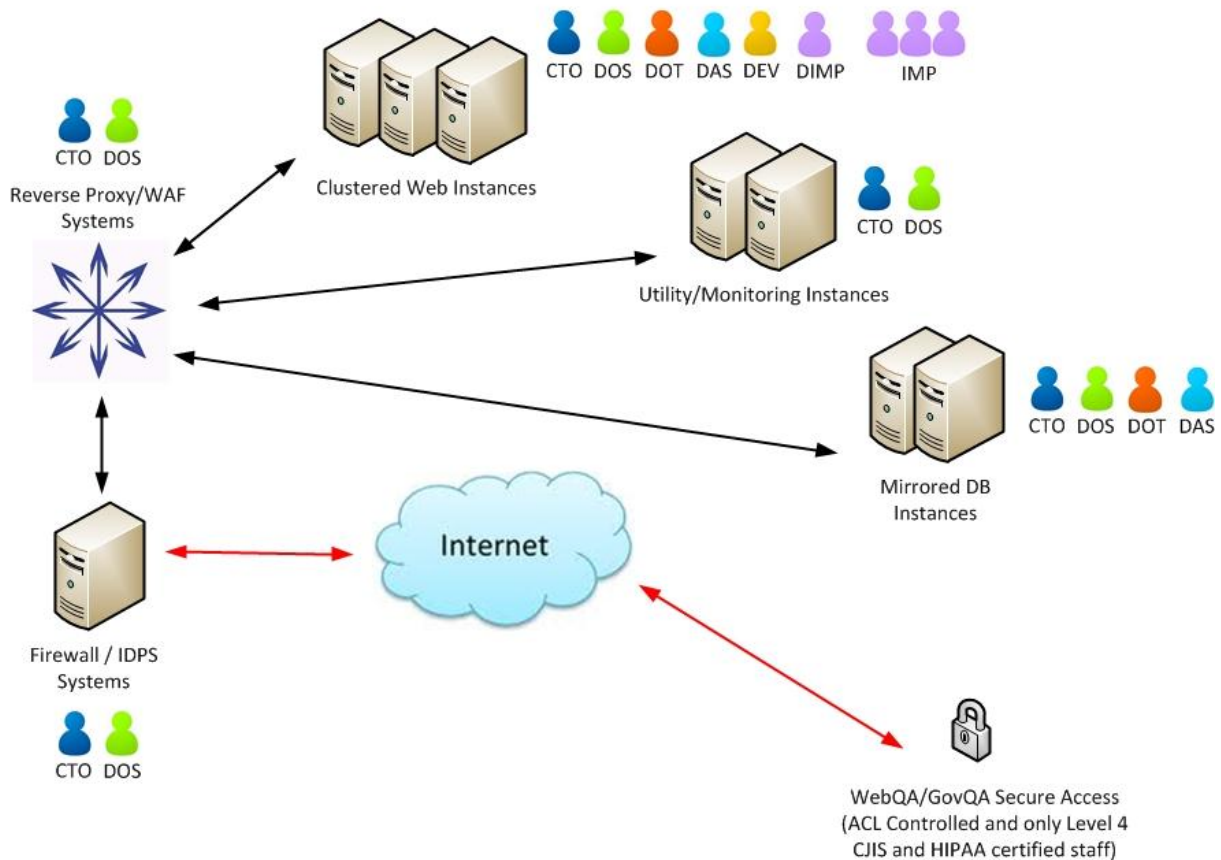 CTO DOS DOT DAS DEV DIMP IMP
Clustered Web Instances
CTO DOS
Reverse Proxy/WAF
Systems
CTO DOS
Utility/Monitoring Instances
CTO DOS DOT DAS
Mirrored DB
Instances
Internet
Firewall / IDPS
Systems
CTO DOS
WebQA/GovQA Secure Access
(ACL Controlled and only Level 4
CJIS and HIPAA certified staff)